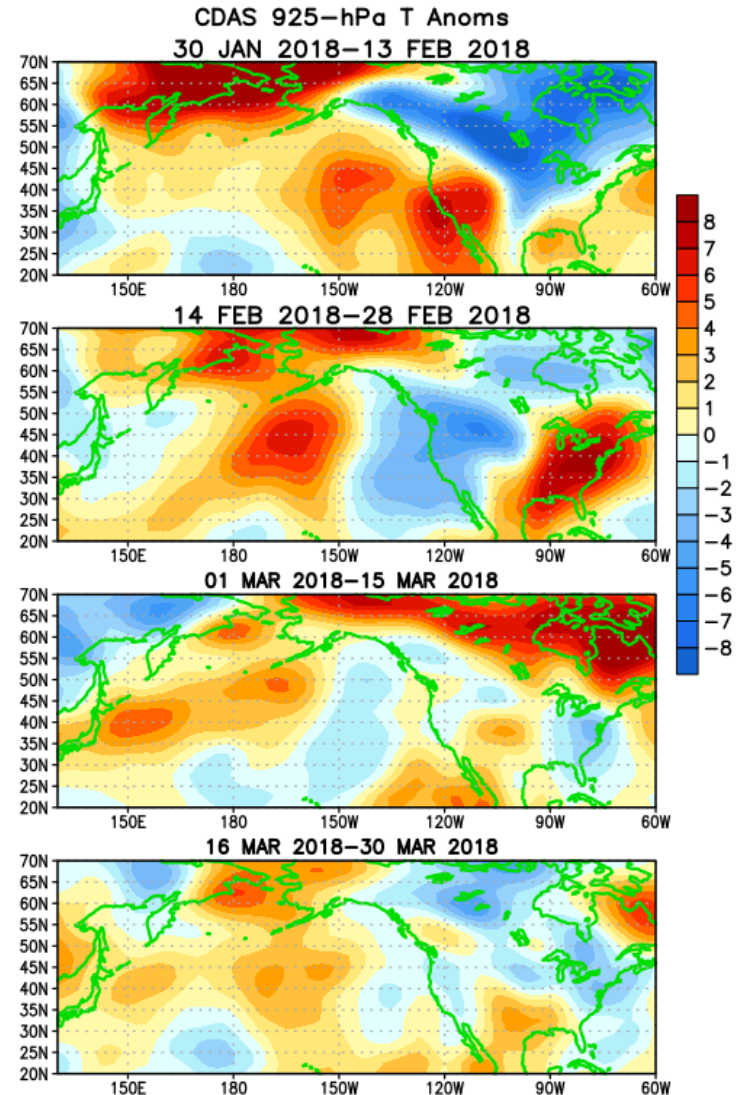 CDAS 925-hPa T Anoms
30 JAN 2018-13 FEB 2018
70N
65N
60N
55N
50N
45N
40N
35N
30N
25N
20N
150E 180 150W 120W 90W 60W
14 FEB 2018-28 FEB 2018
70N
65N
60N
55N
50N
45N
40N
35N
30N
25N
20N
150E 180 150W 120W 90W 60W
01 MAR 2018-15 MAR 2018
70N
65N
60N
55N
50N
45N
40N
35N
30N
25N
20N
150E 180 150W 120W 90W 60W
16 MAR 2018-30 MAR 2018
70N
65N
60N
55N
50N
45N
40N
35N
30N
25N
20N
150E 180 150W 120W 90W 60W
8
7
6
5
4
3
2
1
0
-1
-2
-3
-4
-5
-6
-7
-8